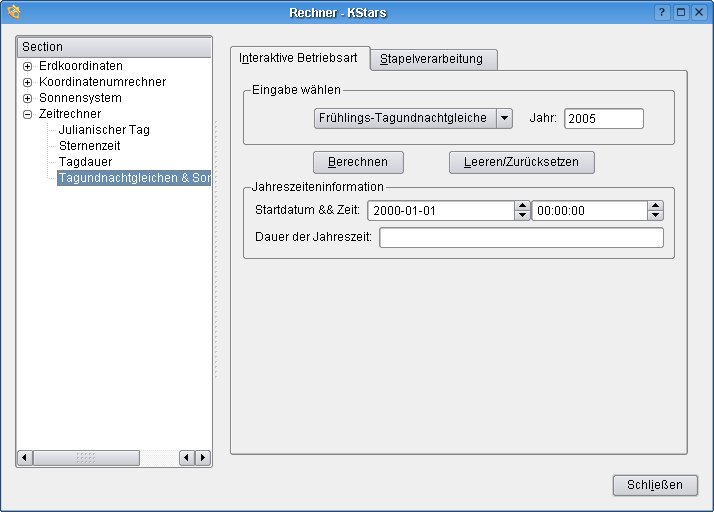 Rechner - KStars
Section
Erdkoordinaten
Koordinatenumrechner
Sonnensystem
Zeitrechner
Julianischer Tag
Sternenzeit
Tagdauer
Tagundnachtgleichen & Sor
Interaktive Betriebsart
Stapelverarbeitung
Eingabe wählen
Frühlings-Tagundnachtgleiche
Jahr: 2005
Berechnen
Leeren/Zurücksetzen
Jahreszeiteninformation
Startdatum && Zeit: 2000-01-01 00:00:00
Dauer der Jahreszeit:
Schließen